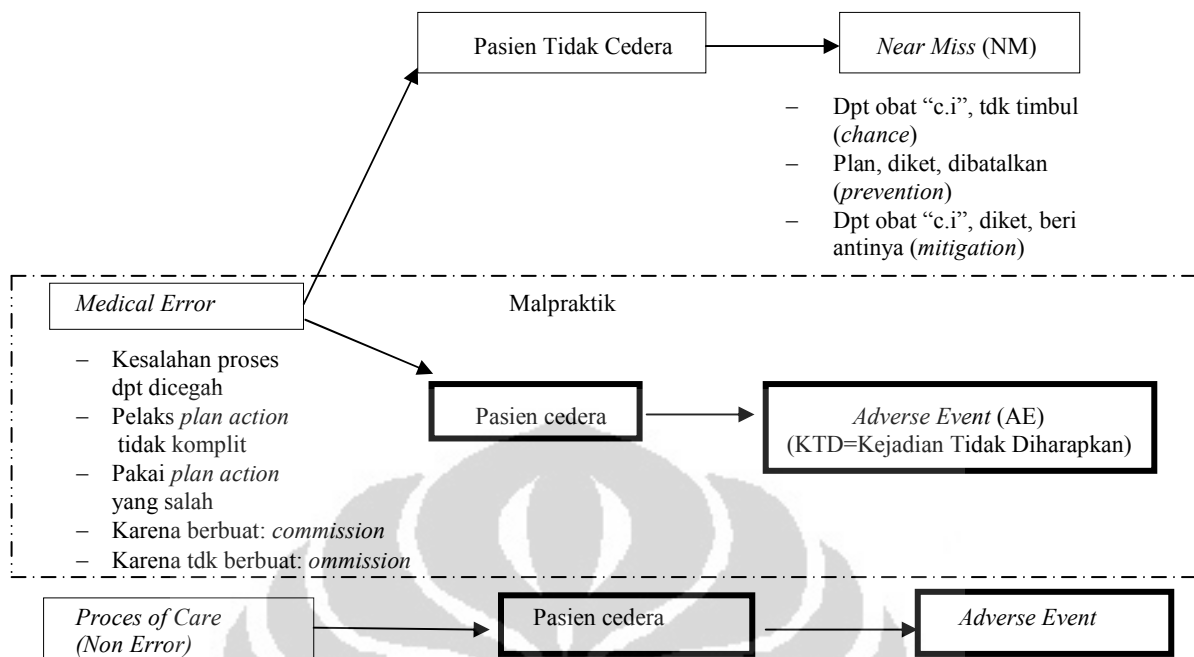 Pasien Tidak Cedera
Near Miss (NM)
– Dpt obat “c.i”, tdk timbul
(chance)
– Plan, diket, dibatalkan
(prevention)
– Dpt obat “c.i”, diket, beri
antinya (mitigation)
Medical Error
Malpraktik
– Kesalahan proses
dpt dicegah
– Pelaks plan action
tidak komplit
– Pakai plan action
yang salah
– Karena berbuat: commission
– Karena tdk berbuat: ommission
Pasien cedera
Adverse Event (AE)
(KTD=Kejadian Tidak Diharapkan)
Proces of Care
(Non Error)
Pasien cedera
Adverse Event